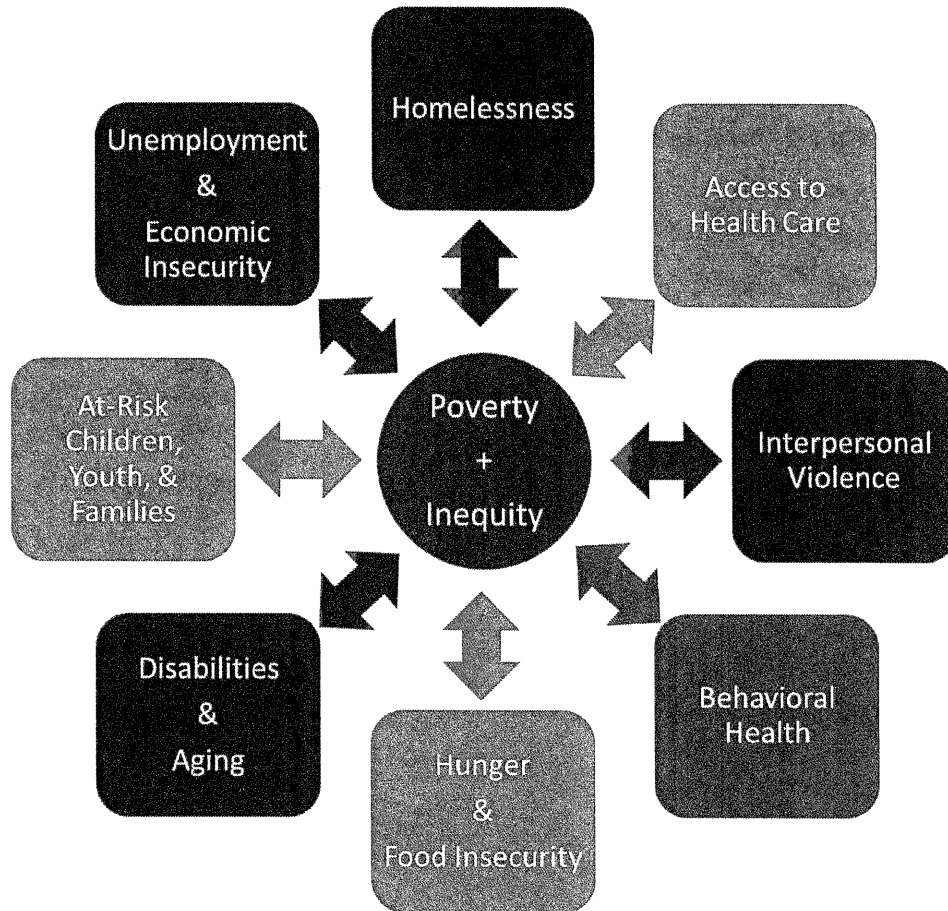 Homelessness
Access to
Health Care
Interpersonal
Violence
Behavioral
Health
Hunger
&
Food Insecurity
Disabilities
&
Aging
At-Risk
Children,
Youth, &
Families
Unemployment
&
Economic
Insecurity
Poverty
+
Inequity